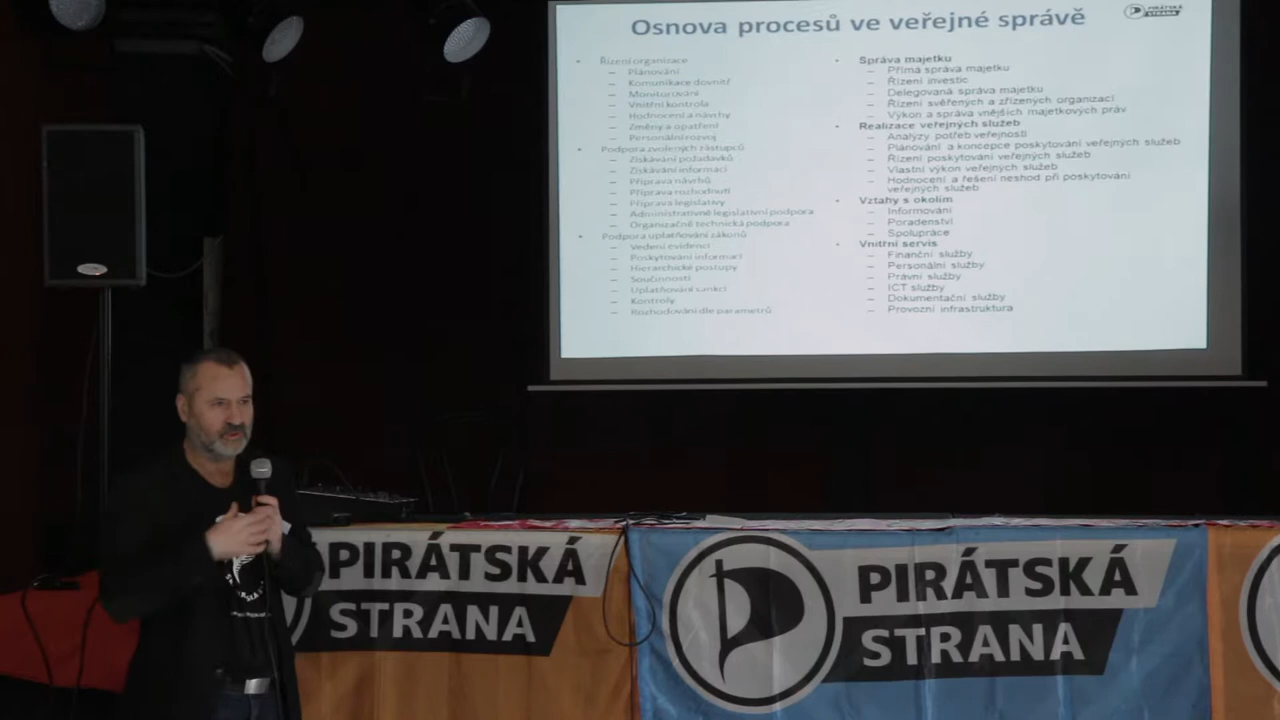 Osnova procesů ve veřejné správě
PIRÁTSKÁ
STRANA
• Řízení organizace
– Plánování
– Komunikace dovnitř
– Monitorování
– Vnitřní kontrola
– Hodnocení a návrhy
– Změny a opatření
– Personální rozvoj
• Podpora zvolených zástupců
– Získávání požadavků
– Získávání informací
– Příprava návrhů
– Příprava rozhodnutí
– Příprava legislativy
– Administrativně legislativní podpora
– Organizačně technická podpora
• Podpora uplatňování zákonů
– Vedení evidencí
– Poskytování informací
– Hierarchické postupy
– Součinnosti
– Uplatňování sankcí
– Kontroly
– Rozhodování dle parametrů
• Správa majetku
– Přímá správa majetku
– Řízení investic
– Delegovaná správa majetku
– Řízení svěřených a zřízených organizací
– Výkon a správa vnějších majetkových práv
• Realizace veřejných služeb
– Analýzy potřeb veřejnosti
– Plánování a koncepce poskytování veřejných služeb
– Řízení poskytování veřejných služeb
– Vlastní výkon veřejných služeb
– Hodnocení a řešení neshod při poskytování
veřejných služeb
• Vztahy s okolím
– Informování
– Poradenství
– Spolupráce
• Vnitřní servis
– Finanční služby
– Personální služby
– Právní služby
– ICT služby
– Dokumentační služby
– Provozní infrastruktura
PIRÁTSKÁ
STRANA
PIRÁTSKÁ
STRANA